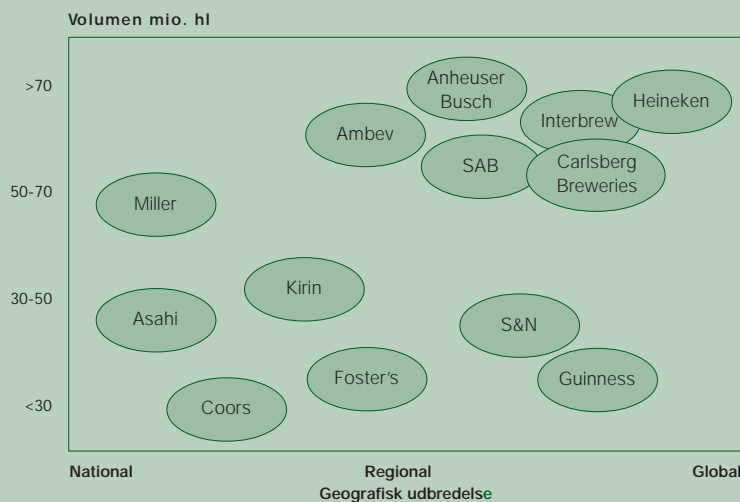 Volumen mio. hl
>70
Anheuser
Busch
Heineken
Interbrew
Ambev
SAB
Carlsberg
Breweries
50-70
Miller
Kirin
30-50
Asahi
S&N
Foster's
Guinness
<30
Coors
National
Regional
Global
Geografisk udbredelse